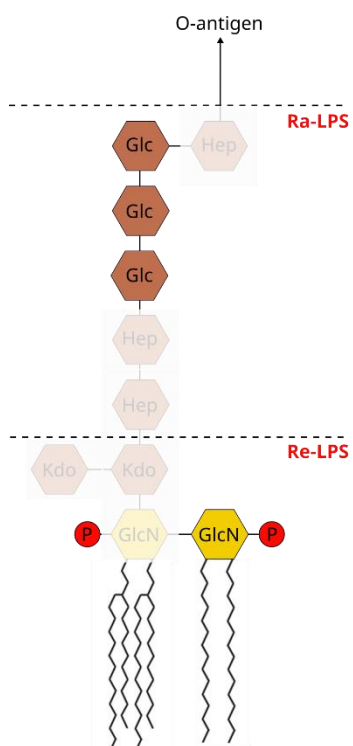 O-antigen
Ra-LPS
Glc Hep
Glc
Glc
Hep
Hep
Re-LPS
Kdo Kdo
P GlcN GlcN P